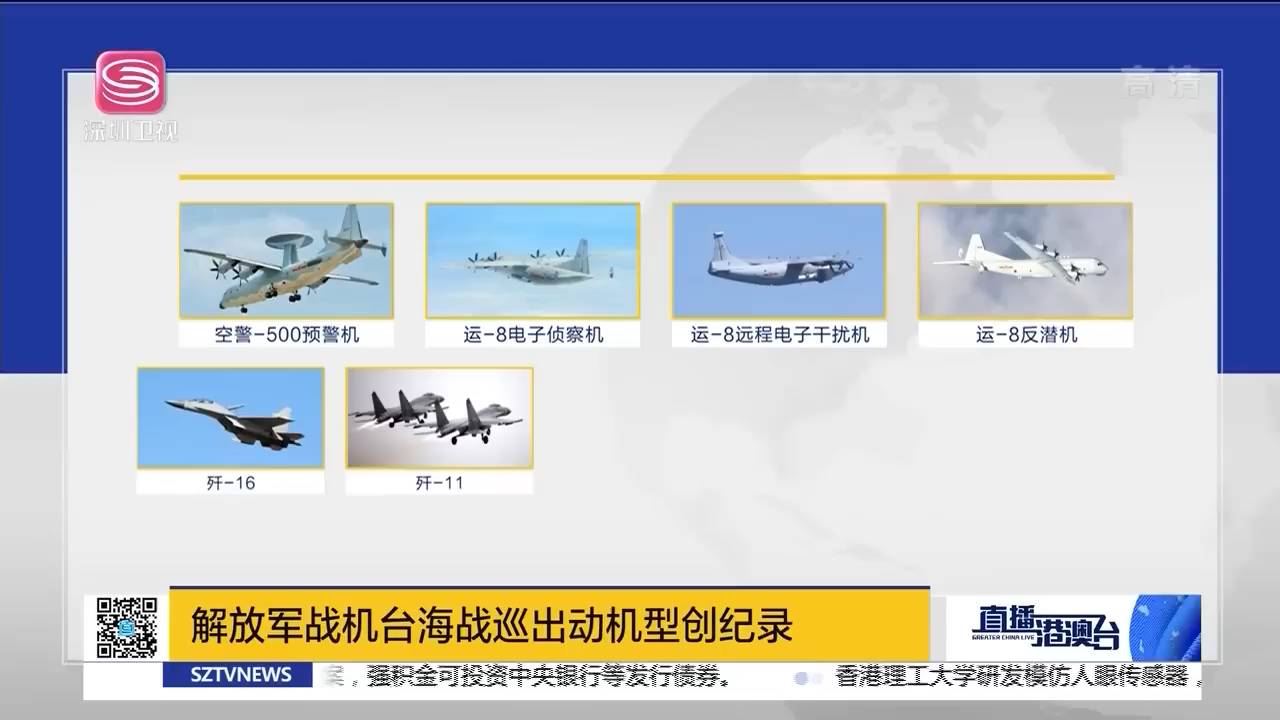 高清
深圳卫视
空警-500预警机
运-8电子侦察机
运-8远程电子干扰机
运-8反潜机
歼-16
歼-11
解放军战机台海战巡出动机型创纪录
直播港澳台
GREATER CHINA LIVE
SZTVNEWS
，强积金可投资中央银行等发行债券。
香港理工大学研发模仿人眼传感器，